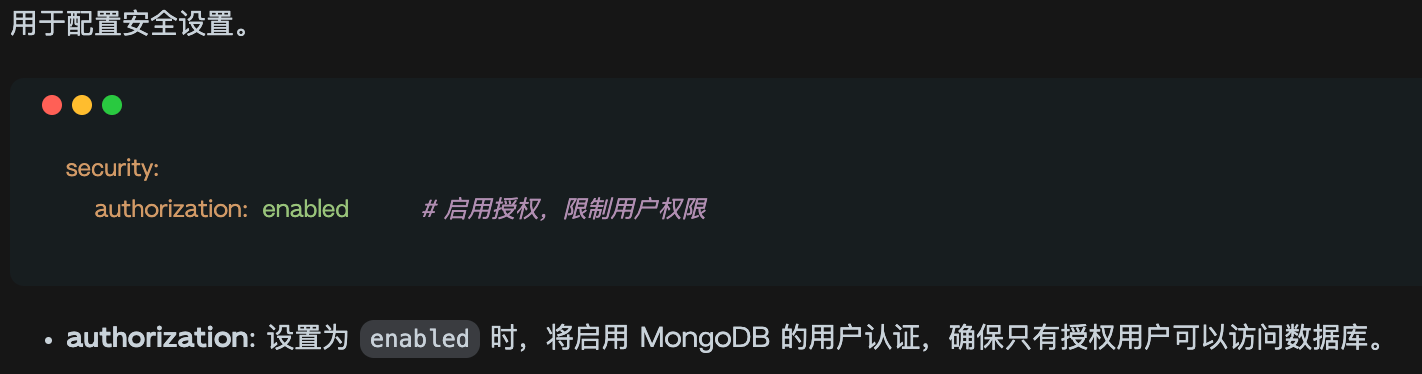 用于配置安全设置。
security:
authorization: enabled # 启用授权，限制用户权限
• authorization: 设置为 enabled 时，将启用 MongoDB 的用户认证，确保只有授权用户可以访问数据库。